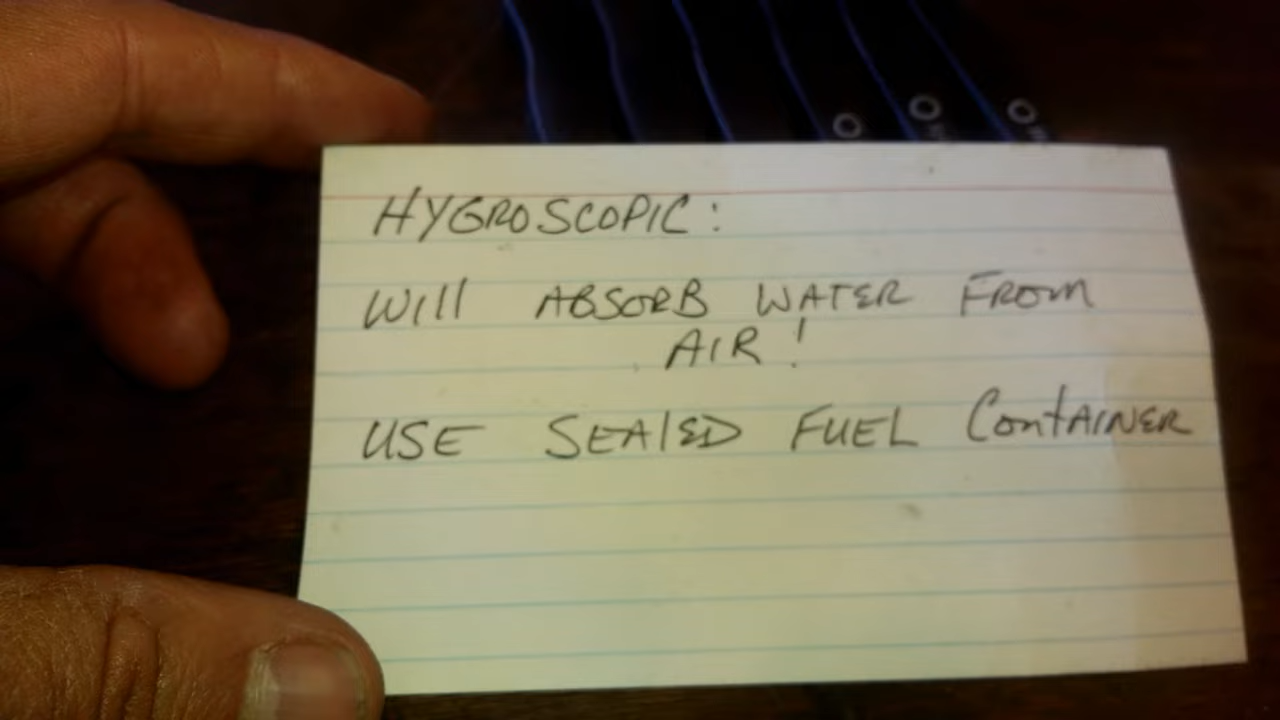 HYGROSCOPIC:
Will ABSORB WATER FROM
AIR!
USE SEAlED FUEL ContAINER